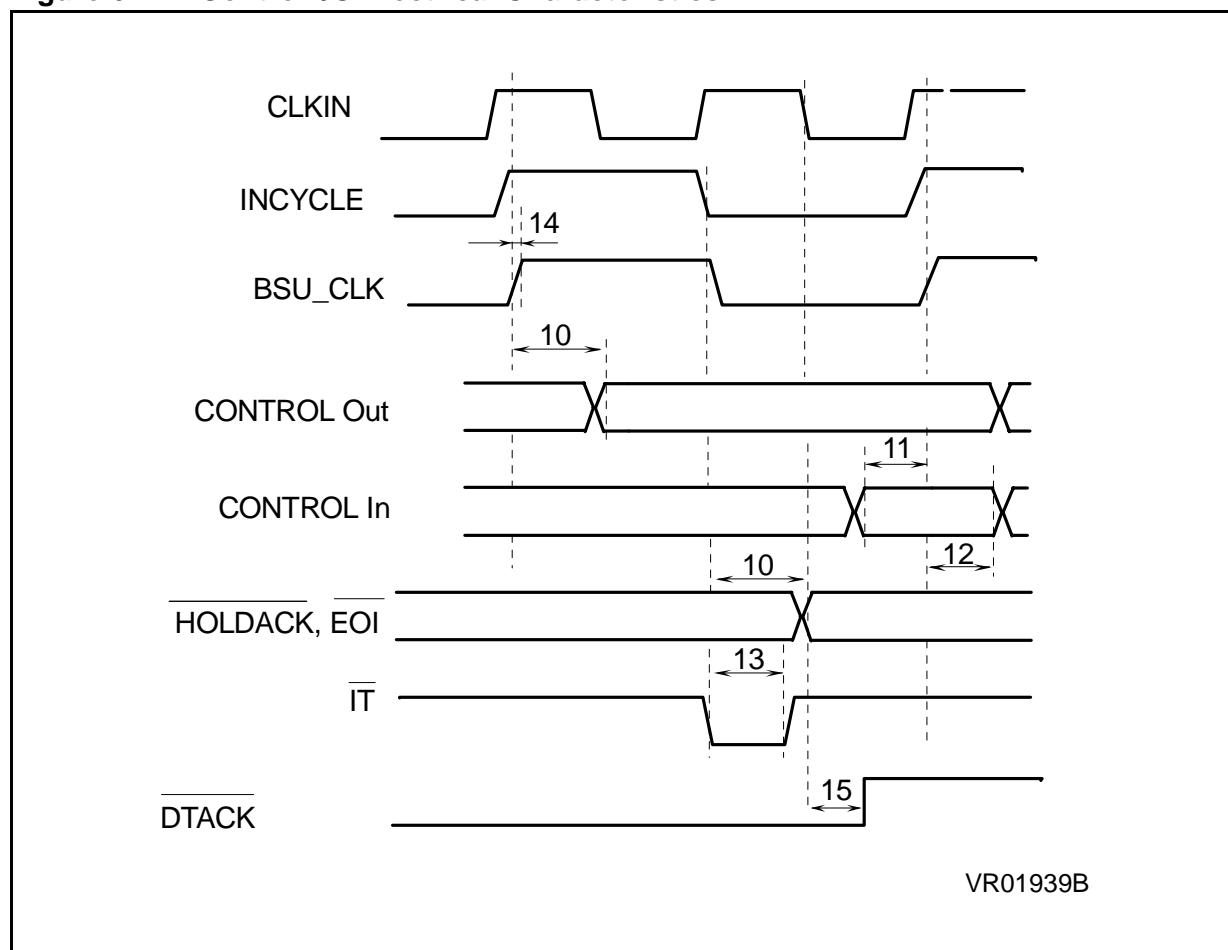 CLKIN
INCYCLE
14
BSU_CLK
10
CONTROL Out
11
CONTROL In
12
10
HOLDACK, EOI
13
IT
15
DTACK
VR01939B